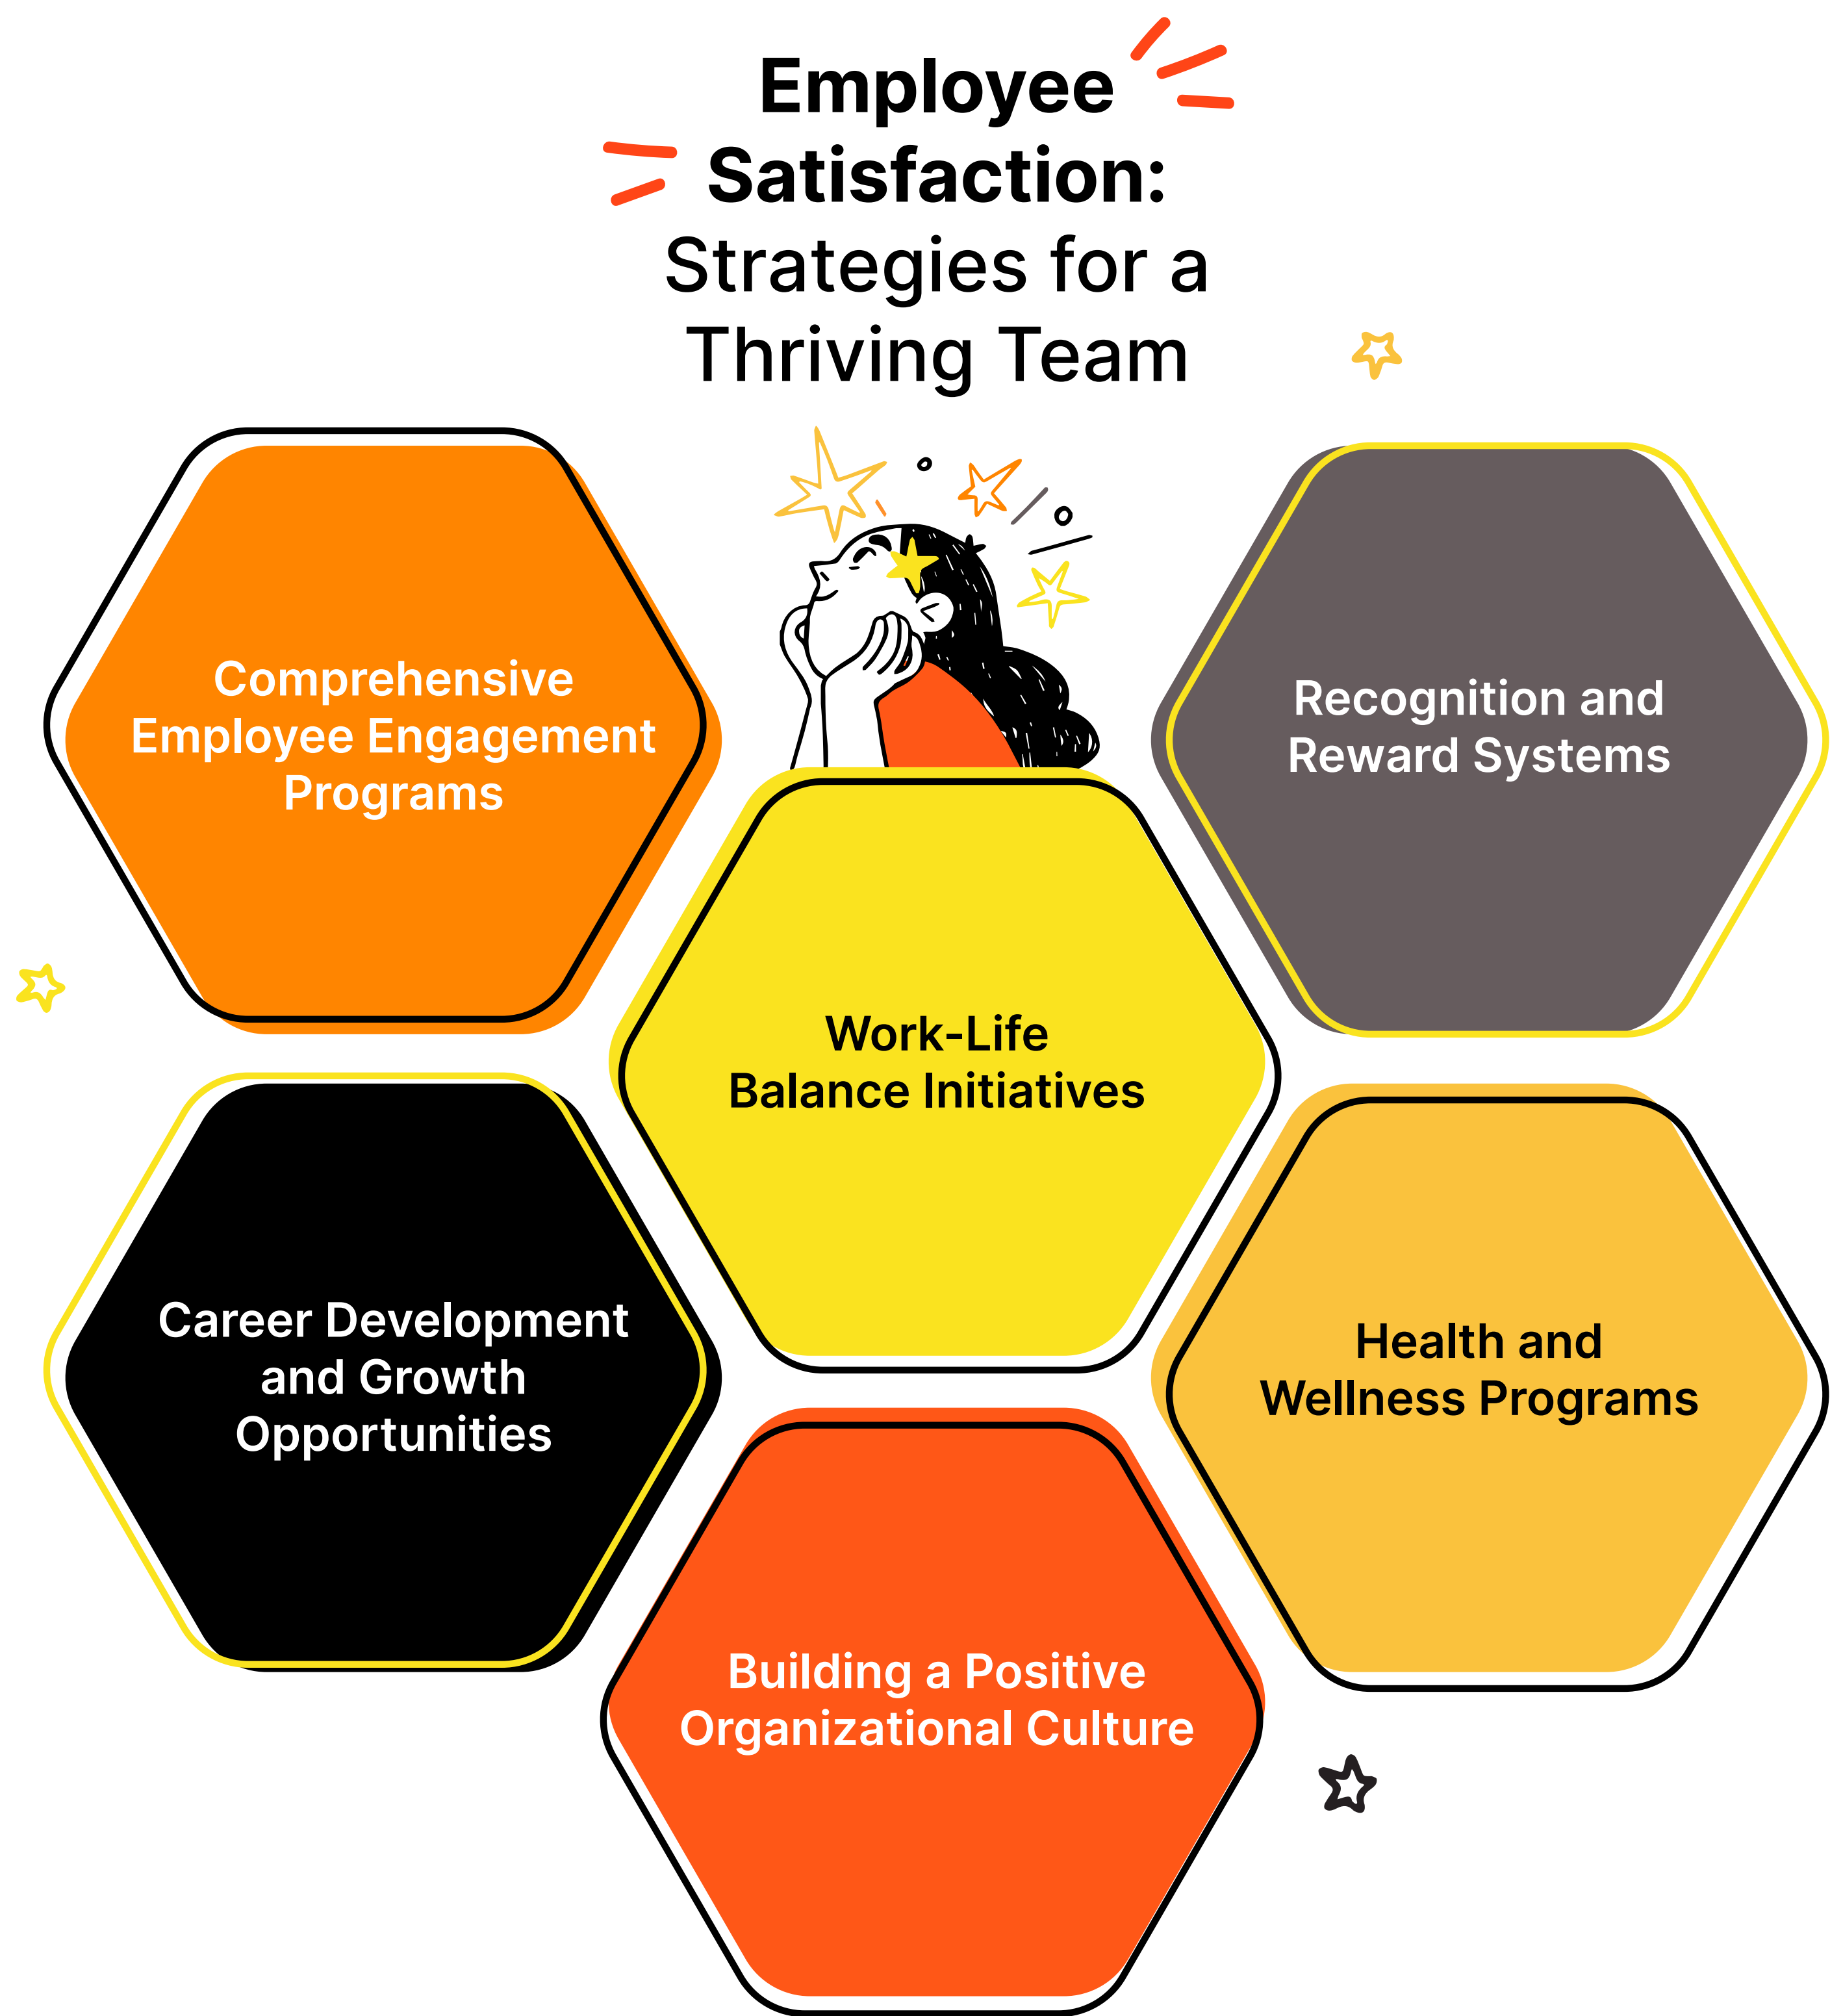 Employee
Satisfaction:
Strategies for a
Thriving Team
Comprehensive
Employee Engagement
Programs
Recognition and
Reward Systems
Work-Life
Balance Initiatives
Career Development
and Growth
Opportunities
Health and
Wellness Programs
Building a Positive
Organizational Culture